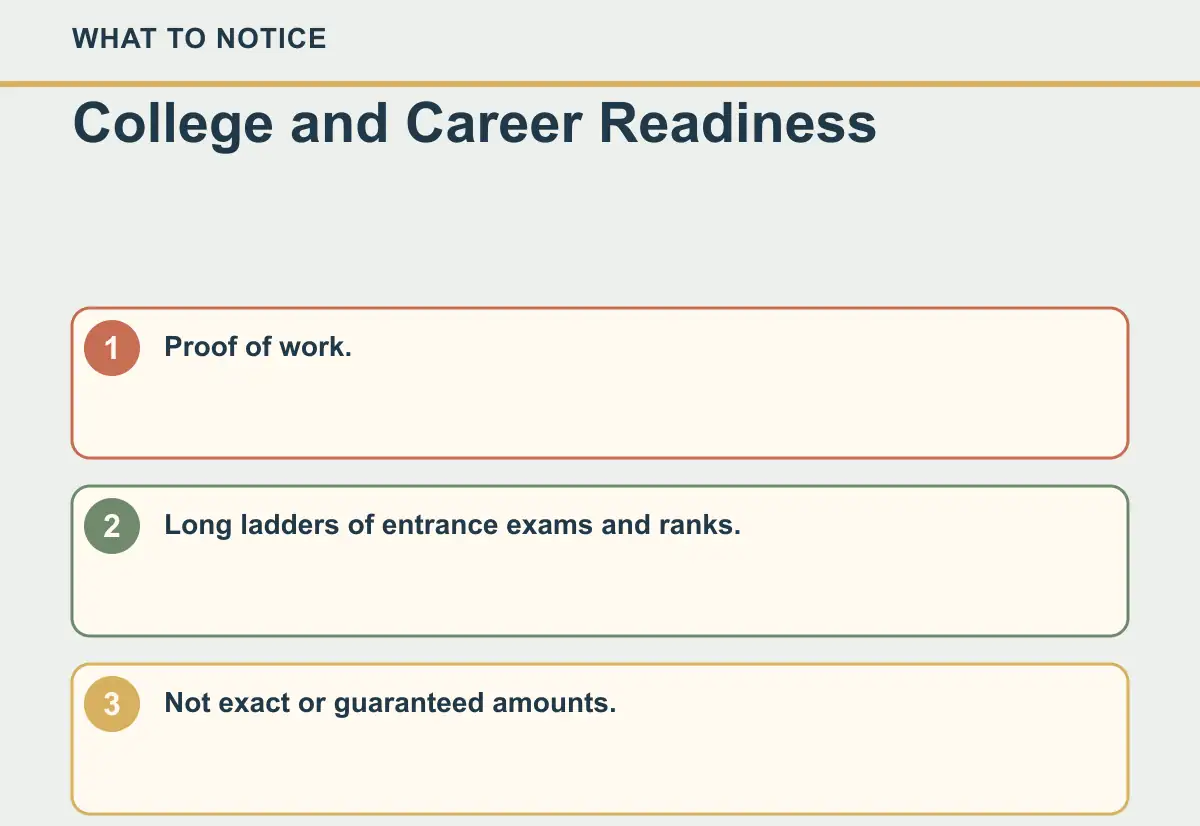 WHAT TO NOTICE
College and Career Readiness
1 Proof of work.
2 Long ladders of entrance exams and ranks.
3 Not exact or guaranteed amounts.